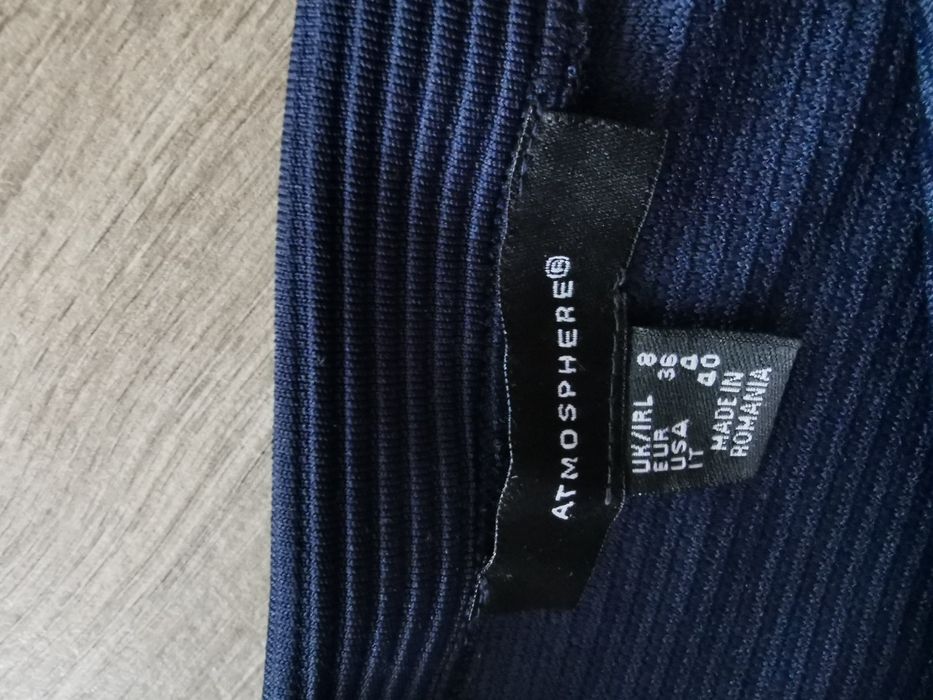 ATMOSPHERE®
UK/IRL 8
EUR 36
USA 4
IT 40
MADE IN
ROMANIA